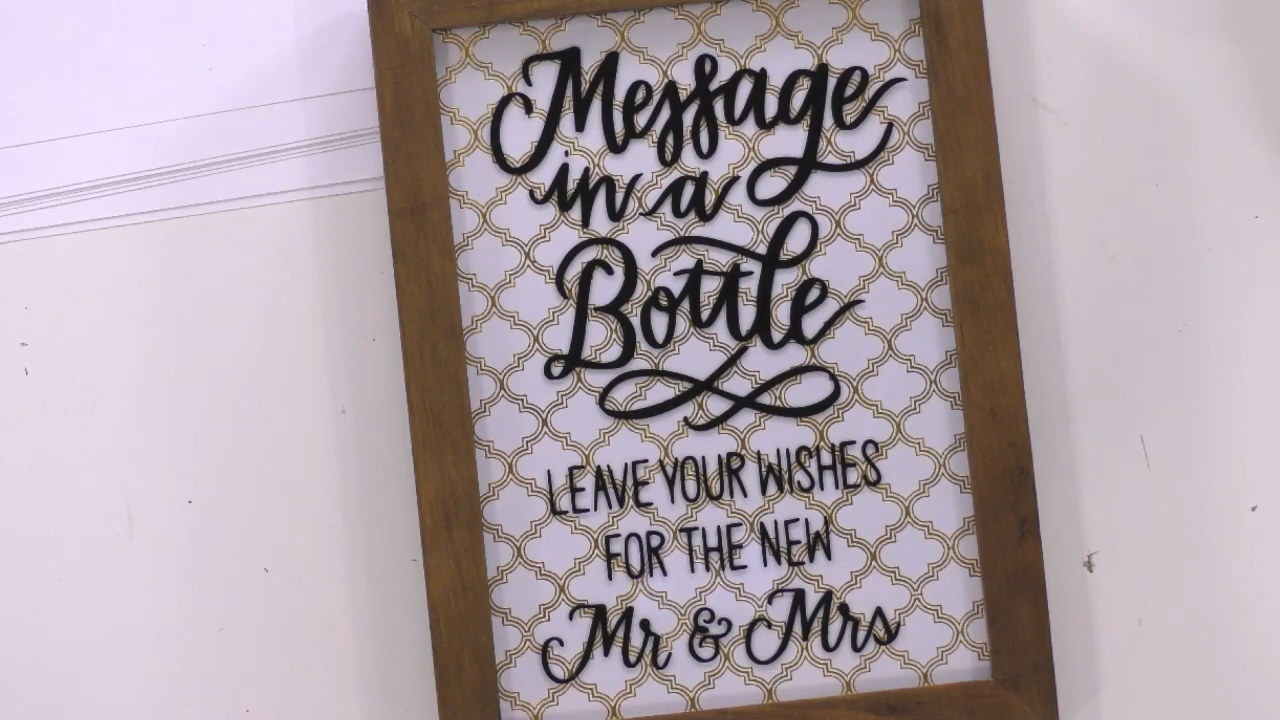 Message
in a
Bottle
LEAVE YOUR WISHES
FOR THE NEW
Mr & Mrs